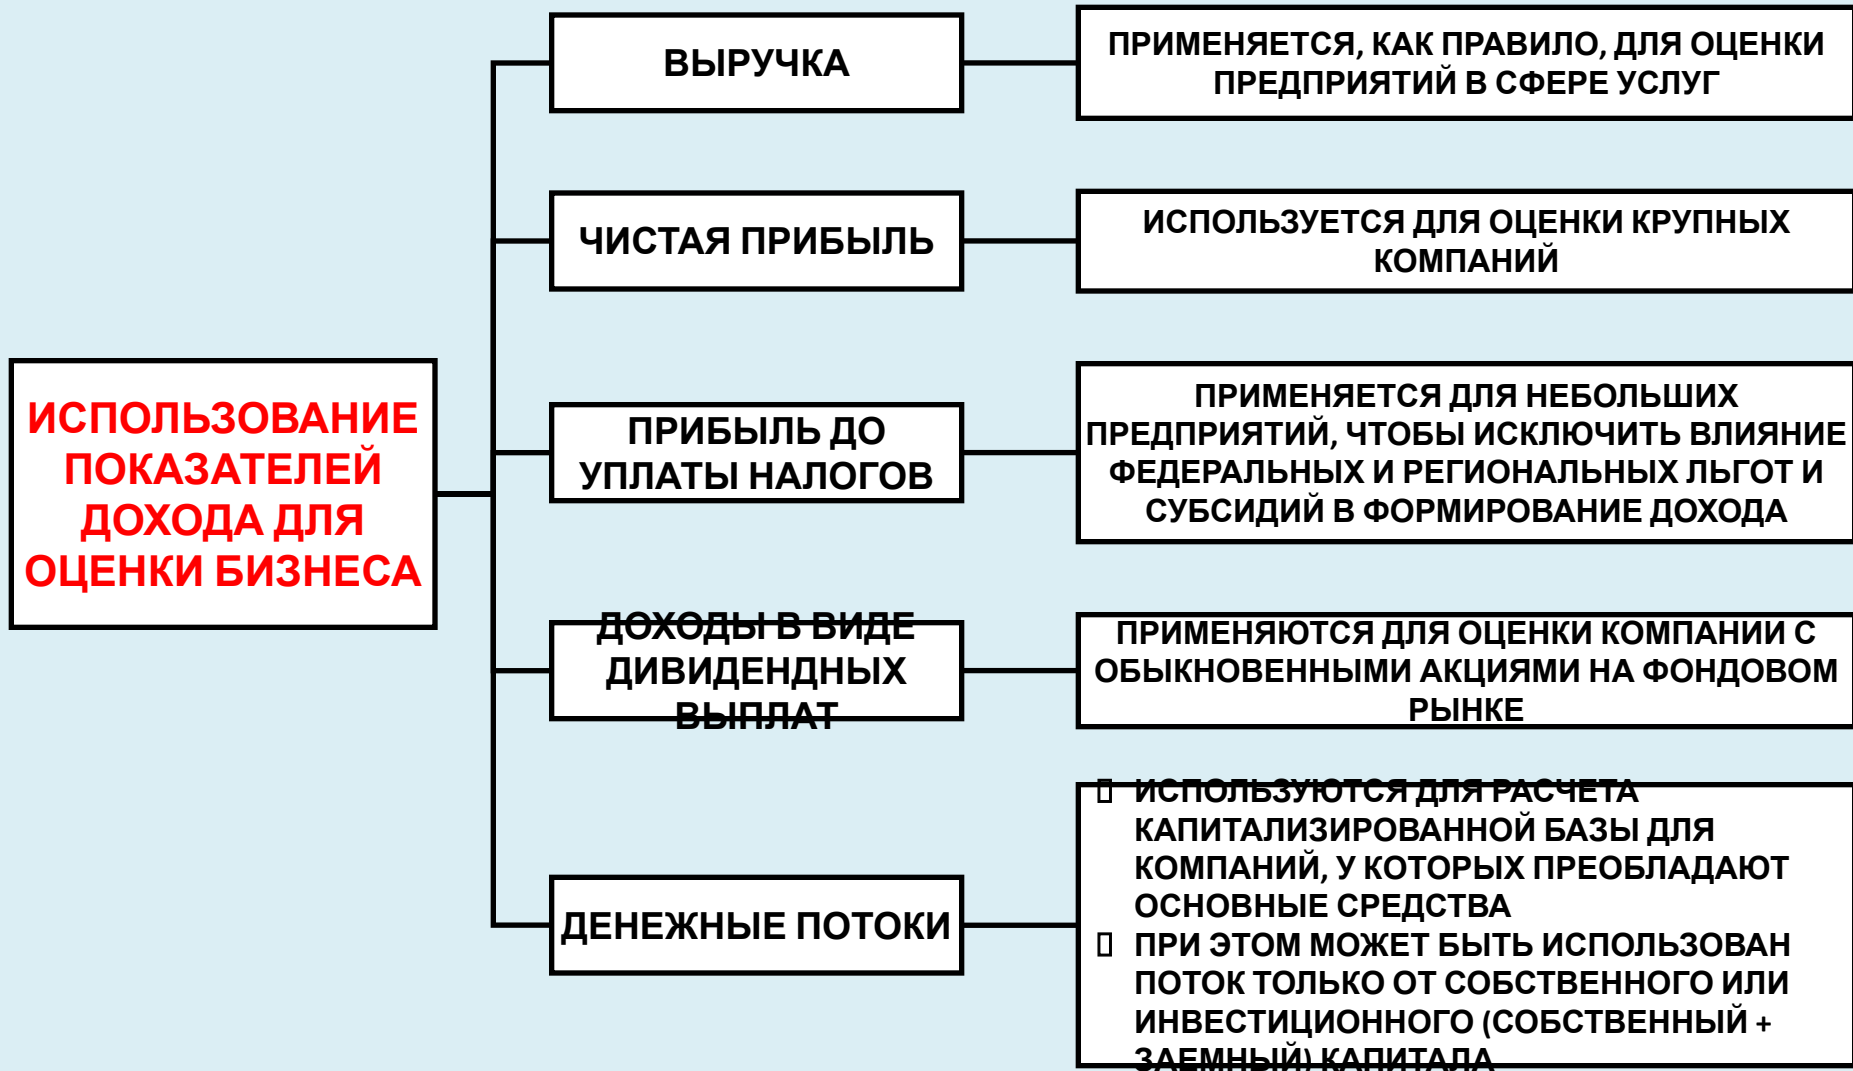 ВЫРУЧКА
ПРИМЕНЯЕТСЯ, КАК ПРАВИЛО, ДЛЯ ОЦЕНКИ
ПРЕДПРИЯТИЙ В СФЕРЕ УСЛУГ
ЧИСТАЯ ПРИБЫЛЬ
ИСПОЛЬЗУЕТСЯ ДЛЯ ОЦЕНКИ КРУПНЫХ
КОМПАНИЙ
ИСПОЛЬЗОВАНИЕ
ПОКАЗАТЕЛЕЙ
ДОХОДА ДЛЯ
ОЦЕНКИ БИЗНЕСА
ПРИБЫЛЬ ДО
УПЛАТЫ НАЛОГОВ
ПРИМЕНЯЕТСЯ ДЛЯ НЕБОЛЬШИХ
ПРЕДПРИЯТИЙ, ЧТОБЫ ИСКЛЮЧИТЬ ВЛИЯНИЕ
ФЕДЕРАЛЬНЫХ И РЕГИОНАЛЬНЫХ ЛЬГОТ И
СУБСИДИЙ В ФОРМИРОВАНИЕ ДОХОДА
ДОХОДЫ В ВИДЕ
ДИВИДЕНДНЫХ
ВЫПЛАТ
ПРИМЕНЯЮТСЯ ДЛЯ ОЦЕНКИ КОМПАНИИ С
ОБЫКНОВЕННЫМИ АКЦИЯМИ НА ФОНДОВОМ
РЫНКЕ
ДЕНЕЖНЫЕ ПОТОКИ
ИСПОЛЬЗУЮТСЯ ДЛЯ РАСЧЕТА
КАПИТАЛИЗИРОВАННОЙ БАЗЫ ДЛЯ
КОМПАНИЙ, У КОТОРЫХ ПРЕОБЛАДАЮТ
ОСНОВНЫЕ СРЕДСТВА
ПРИ ЭТОМ МОЖЕТ БЫТЬ ИСПОЛЬЗОВАН
ПОТОК ТОЛЬКО ОТ СОБСТВЕННОГО ИЛИ
ИНВЕСТИЦИОННОГО (СОБСТВЕННЫЙ +
ЗАЕМНЫЙ) КАПИТАЛА